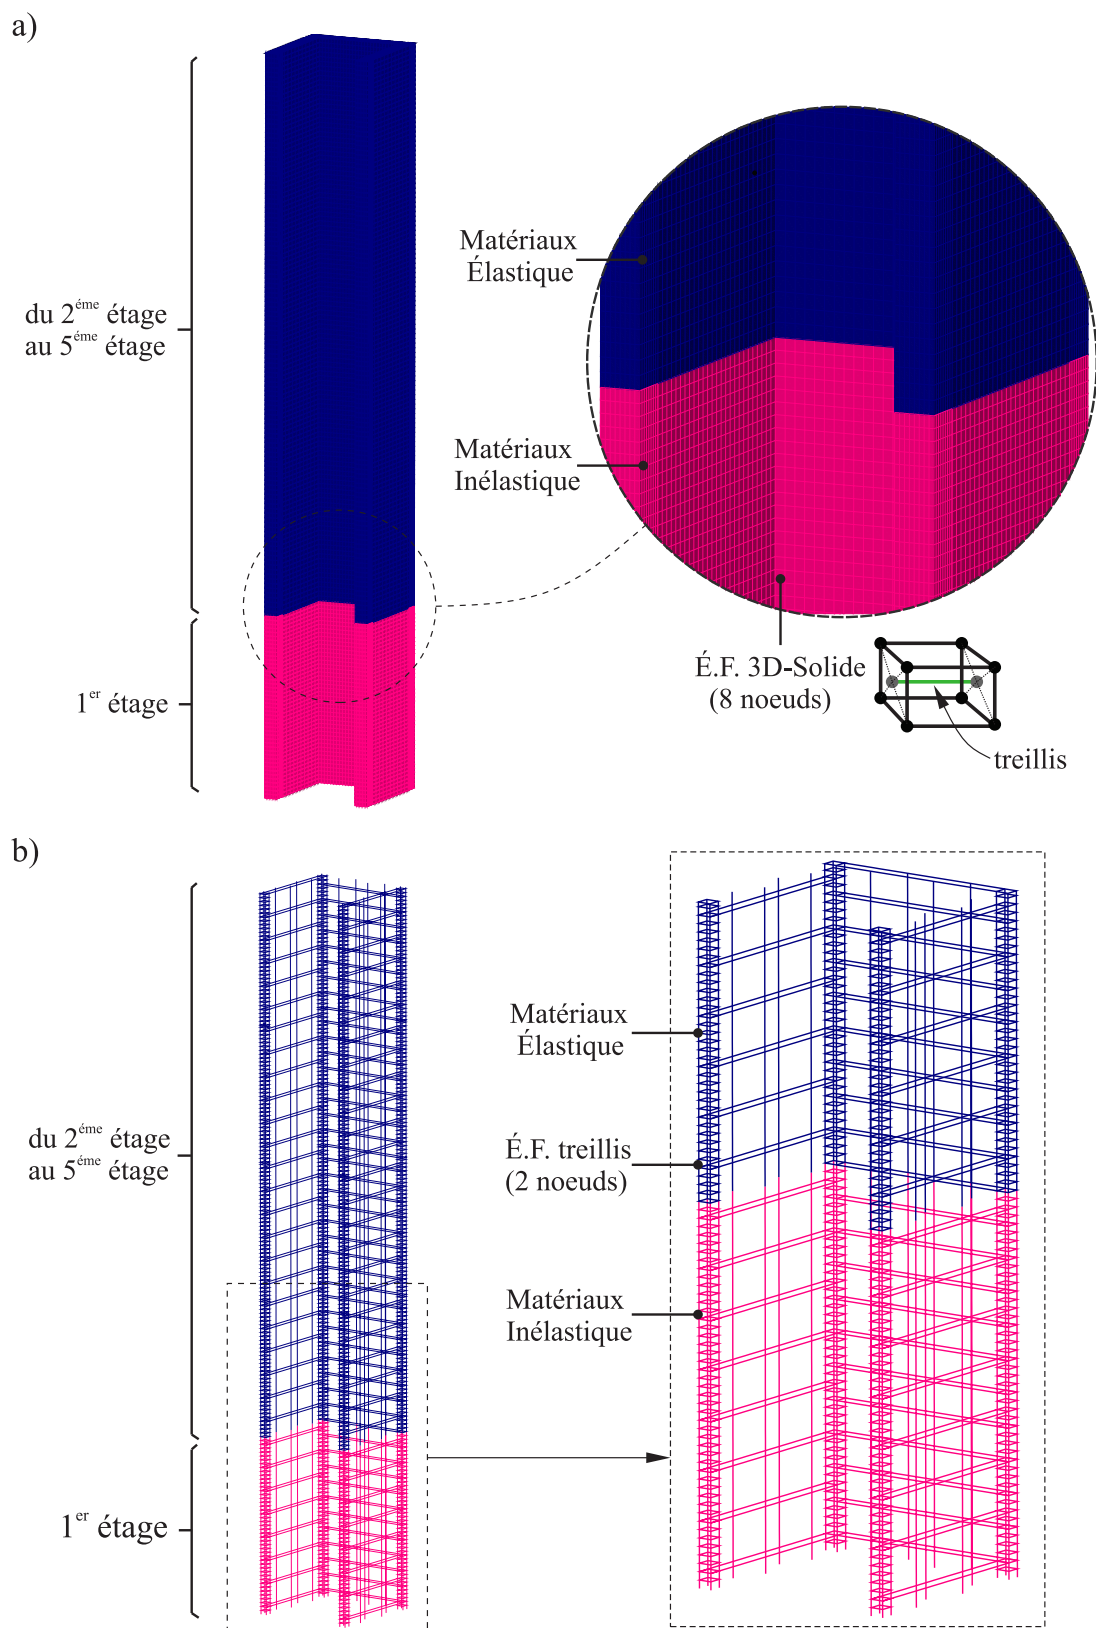 a)
du 2éme étage
au 5éme étage
1er étage
Matériaux
Élastique
Matériaux
Inélastique
É.F. 3D-Solide
(8 noeuds)
treillis
b)
du 2éme étage
au 5éme étage
1er étage
Matériaux
Élastique
É.F. treillis
(2 noeuds)
Matériaux
Inélastique